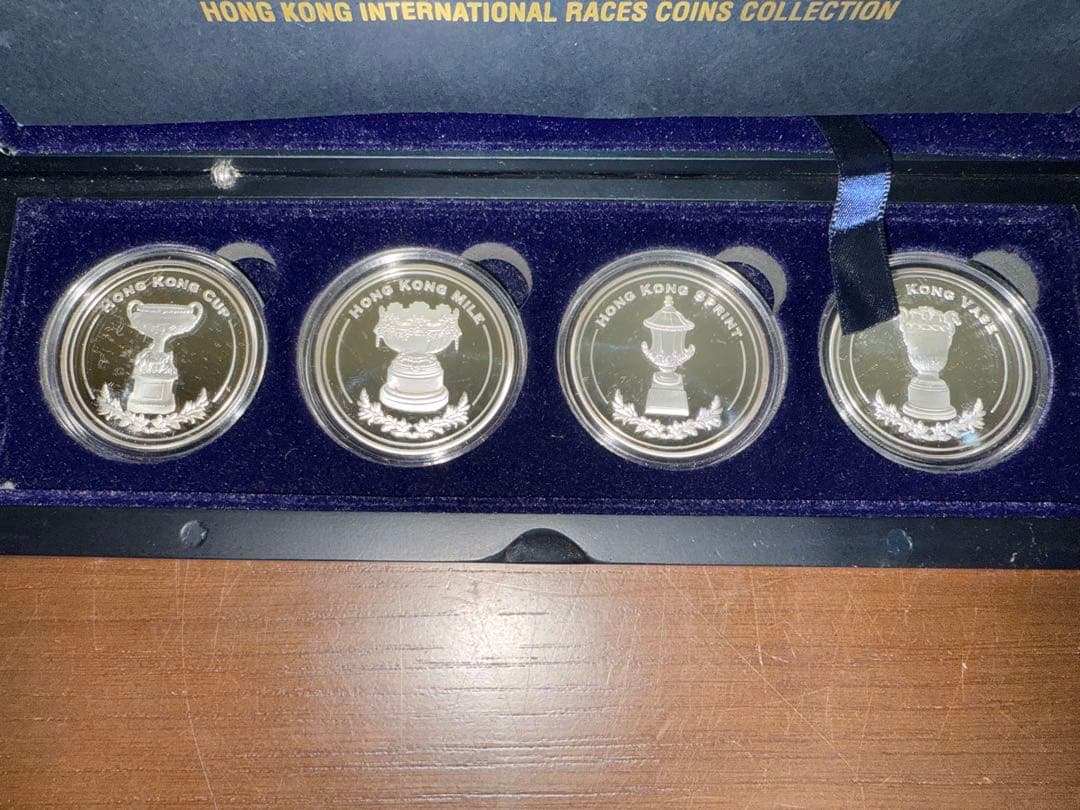 HONG KONG INTERNATIONAL RACES COINS COLLECTION
HONG KONG CUP
HONG KONG MILE
HONG KONG SPRINT
KONG VASE